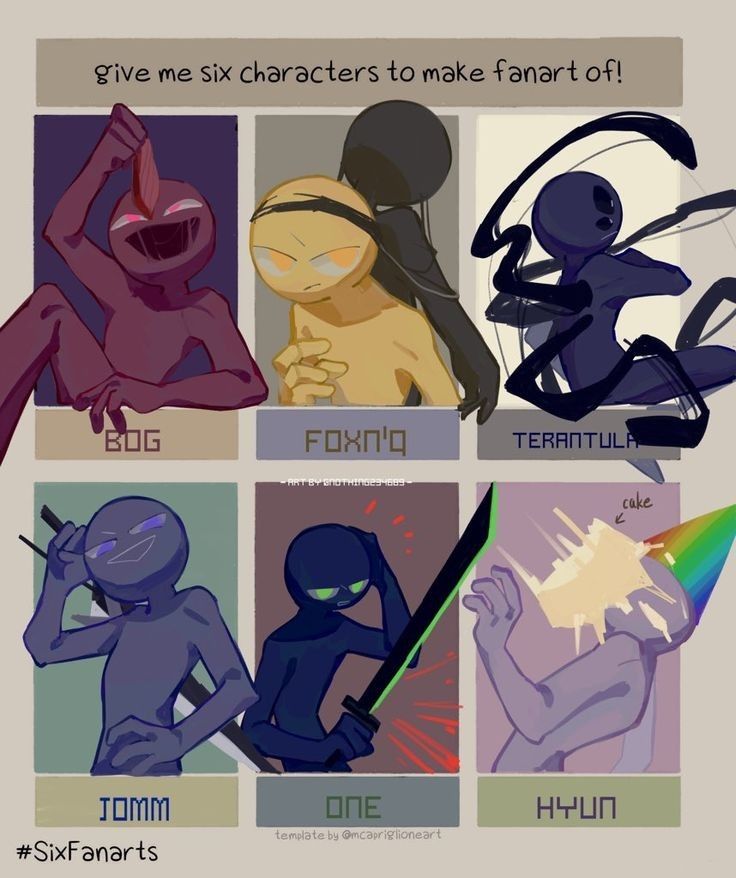 give me six characters to make fanart of!
BOG
FOXN'Q
TERANTULA
- ART BY GNOTHING234689 -
cake
JOMM
ONE
HYUN
template by @mcapriglioneart
#SixFanarts